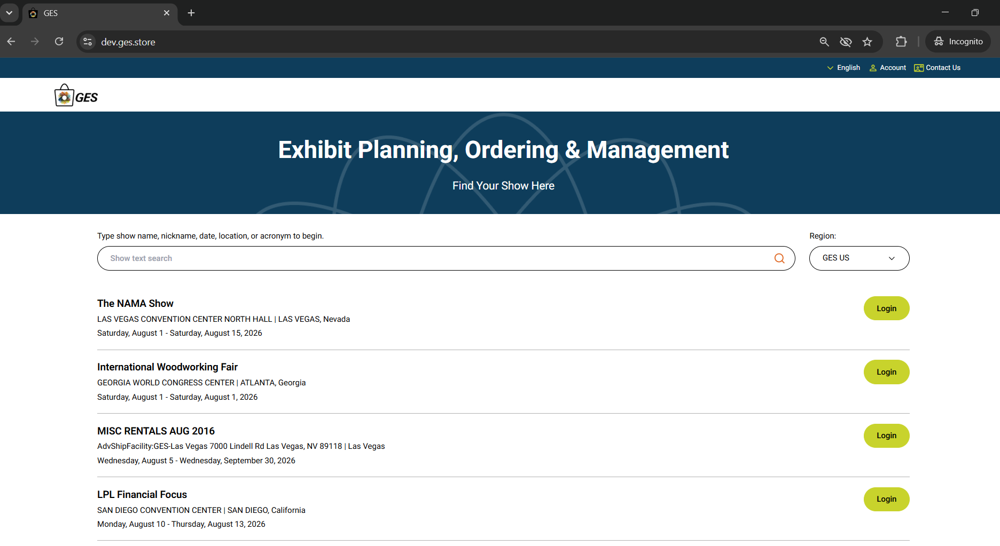 GES
dev.ges.store
Incognito
English
Account
Contact Us
GES
Exhibit Planning, Ordering & Management
Find Your Show Here
Type show name, nickname, date, location, or acronym to begin.
Region:
Show text search
GES US
The NAMA Show
Login
LAS VEGAS CONVENTION CENTER NORTH HALL | LAS VEGAS, Nevada
Saturday, August 1 - Saturday, August 15, 2026
International Woodworking Fair
Login
GEORGIA WORLD CONGRESS CENTER | ATLANTA, Georgia
Saturday, August 1 - Saturday, August 1, 2026
MISC RENTALS AUG 2016
Login
AdvShipFacility:GES-Las Vegas 7000 Lindell Rd Las Vegas, NV 89118 | Las Vegas
Wednesday, August 5 - Wednesday, September 30, 2026
LPL Financial Focus
Login
SAN DIEGO CONVENTION CENTER | SAN DIEGO, California
Monday, August 10 - Thursday, August 13, 2026